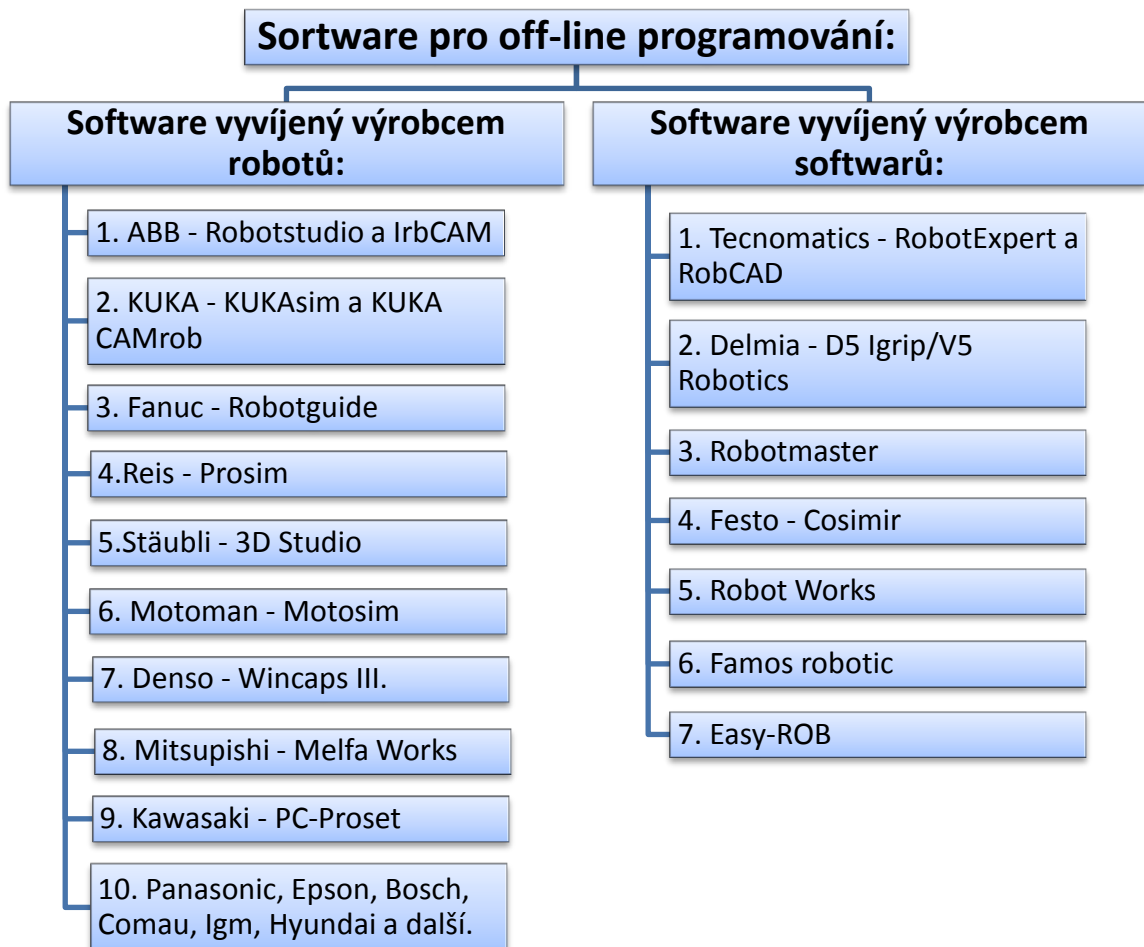 Sortware pro off-line programování:
Software vyvíjený výrobcem
robotů:
1. ABB - Robotstudio a IrbCAM
2. KUKA - KUKAsim a KUKA
CAMrob
3. Fanuc - Robotguide
4.Reis - Prosim
5.Stäubli - 3D Studio
6. Motoman - Motosim
7. Denso - Wincaps III.
8. Mitsupishi - Melfa Works
9. Kawasaki - PC-Proset
10. Panasonic, Epson, Bosch,
Comau, Igm, Hyundai a další.
Software vyvíjený výrobcem
softwarů:
1. Tecnomatics - RobotExpert a
RobCAD
2. Delmia - D5 Igrip/V5
Robotics
3. Robotmaster
4. Festo - Cosimir
5. Robot Works
6. Famos robotic
7. Easy-ROB